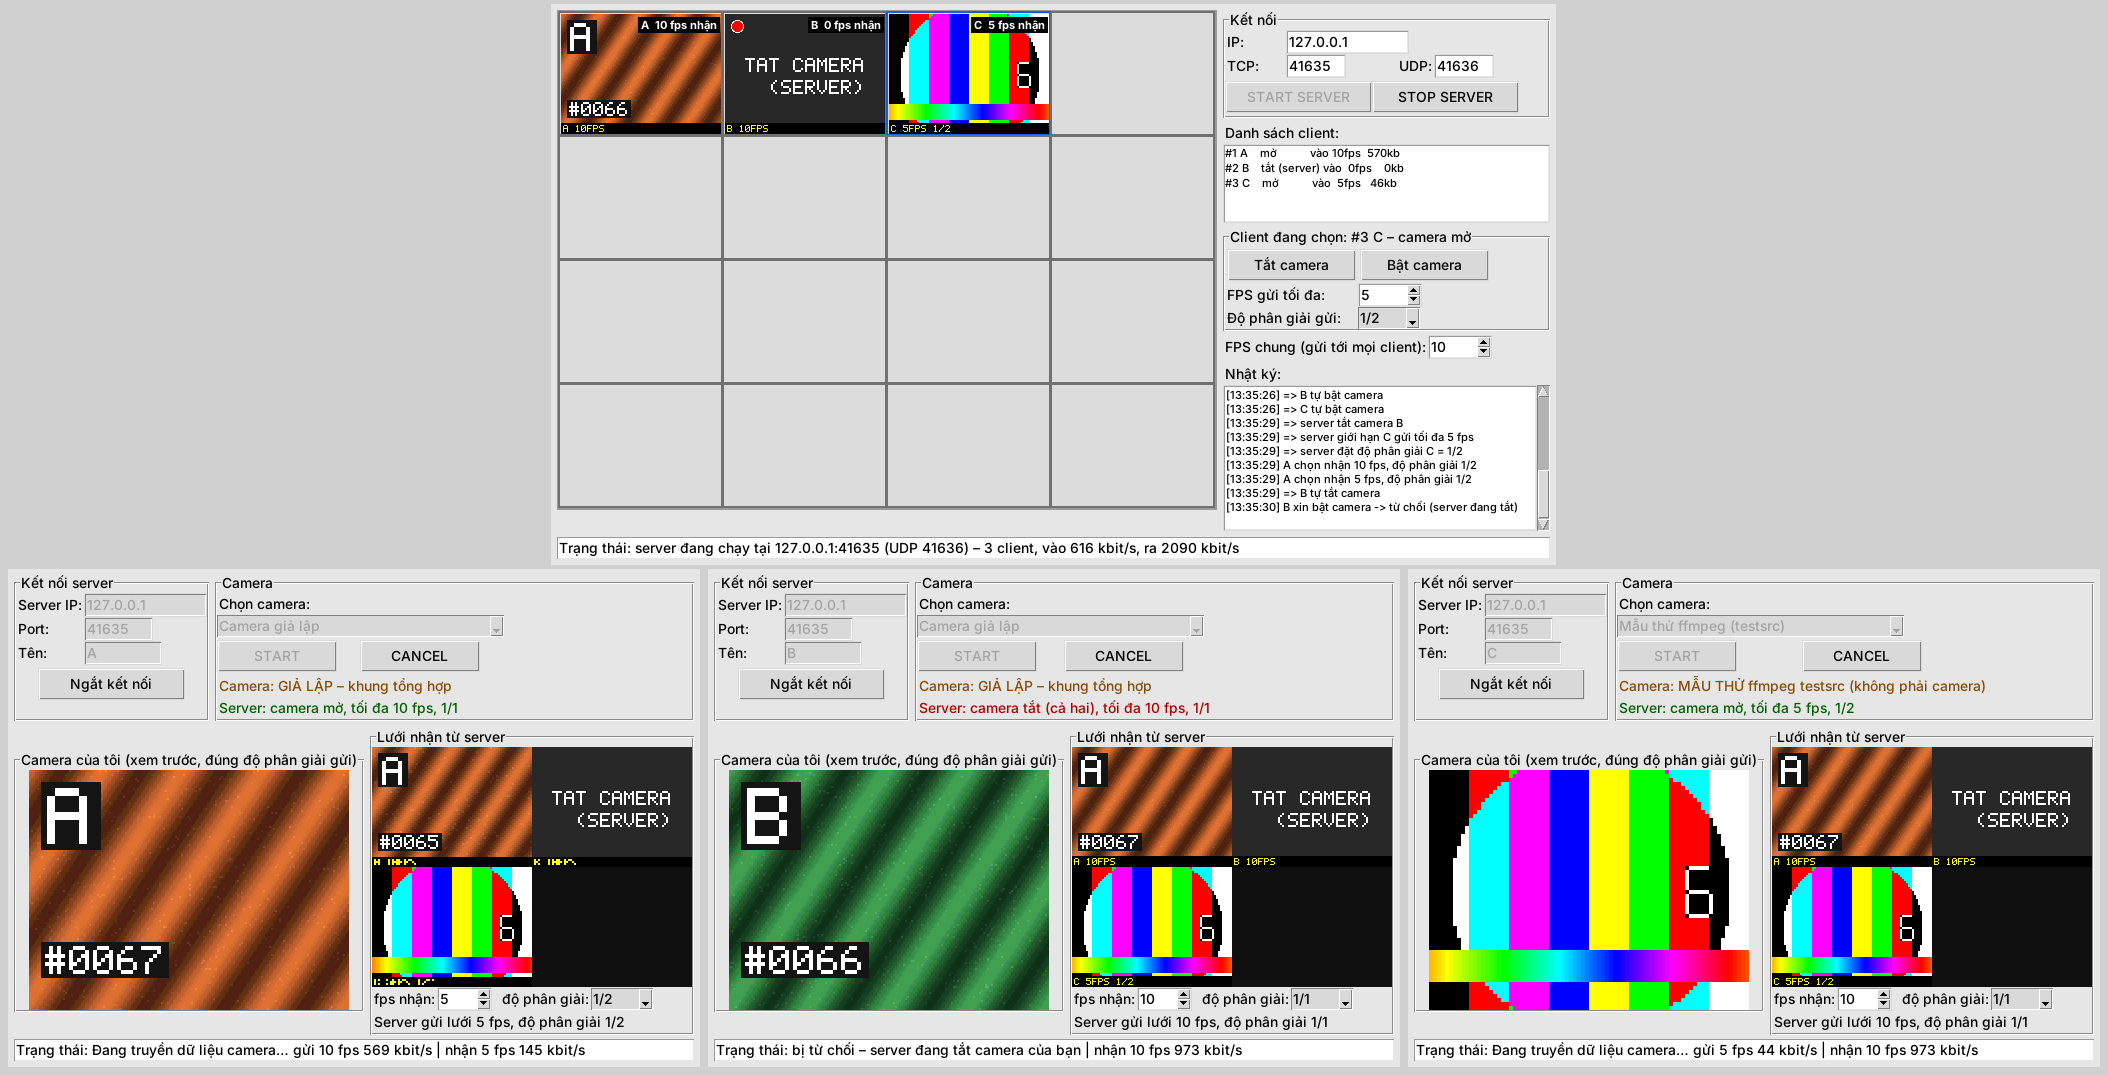 A
A 10 fps nhận
#0066
A 10FPS
B 0 fps nhận
TAT CAMERA
(SERVER)
B 10FPS
C 5 fps nhận
6
C 5FPS 1/2
Kết nối
IP: 127.0.0.1
TCP: 41635 UDP: 41636
START SERVER STOP SERVER
Danh sách client:
#1 A mở vào 10fps 570kb
#2 B tắt (server) vào 0fps 0kb
#3 C mở vào 5fps 46kb
Client đang chọn: #3 C – camera mở
Tắt camera Bật camera
FPS gửi tối đa: 5
Độ phân giải gửi: 1/2
FPS chung (gửi tới mọi client): 10
Nhật ký:
[13:35:26] => B tự bật camera
[13:35:26] => C tự bật camera
[13:35:29] => server tắt camera B
[13:35:29] => server giới hạn C gửi tối đa 5 fps
[13:35:29] => server đặt độ phân giải C = 1/2
[13:35:29] A chọn nhận 10 fps, độ phân giải 1/2
[13:35:29] A chọn nhận 5 fps, độ phân giải 1/2
[13:35:29] => B tự tắt camera
[13:35:30] B xin bật camera -> từ chối (server đang tắt)
Trạng thái: server đang chạy tại 127.0.0.1:41635 (UDP 41636) – 3 client, vào 616 kbit/s, ra 2090 kbit/s
Kết nối server
Server IP: 127.0.0.1
Port: 41635
Tên: A
Ngắt kết nối
Camera
Chọn camera:
Camera giả lập
START CANCEL
Camera: GIẢ LẬP – khung tổng hợp
Server: camera mở, tối đa 10 fps, 1/1
Camera của tôi (xem trước, đúng độ phân giải gửi)
A
#0067
Lưới nhận từ server
A
#0065
TAT CAMERA
(SERVER)
6
fps nhận: 5 độ phân giải: 1/2
Server gửi lưới 5 fps, độ phân giải 1/2
Trạng thái: Đang truyền dữ liệu camera... gửi 10 fps 569 kbit/s | nhận 5 fps 145 kbit/s
Kết nối server
Server IP: 127.0.0.1
Port: 41635
Tên: B
Ngắt kết nối
Camera
Chọn camera:
Camera giả lập
START CANCEL
Camera: GIẢ LẬP – khung tổng hợp
Server: camera tắt (cả hai), tối đa 10 fps, 1/1
Camera của tôi (xem trước, đúng độ phân giải gửi)
B
#0066
Lưới nhận từ server
A
#0067
A 10FPS
TAT CAMERA
(SERVER)
B 10FPS
6
C 5FPS 1/2
fps nhận: 10 độ phân giải: 1/1
Server gửi lưới 10 fps, độ phân giải 1/1
Trạng thái: bị từ chối – server đang tắt camera của bạn | nhận 10 fps 973 kbit/s
Kết nối server
Server IP: 127.0.0.1
Port: 41635
Tên: C
Ngắt kết nối
Camera
Chọn camera:
Mẫu thử ffmpeg (testsrc)
START CANCEL
Camera: MẪU THỬ ffmpeg testsrc (không phải camera)
Server: camera mở, tối đa 5 fps, 1/2
Camera của tôi (xem trước, đúng độ phân giải gửi)
6
Lưới nhận từ server
A
#0067
A 10FPS
TAT CAMERA
(SERVER)
B 10FPS
6
C 5FPS 1/2
fps nhận: 10 độ phân giải: 1/1
Server gửi lưới 10 fps, độ phân giải 1/1
Trạng thái: Đang truyền dữ liệu camera... gửi 5 fps 44 kbit/s | nhận 10 fps 973 kbit/s